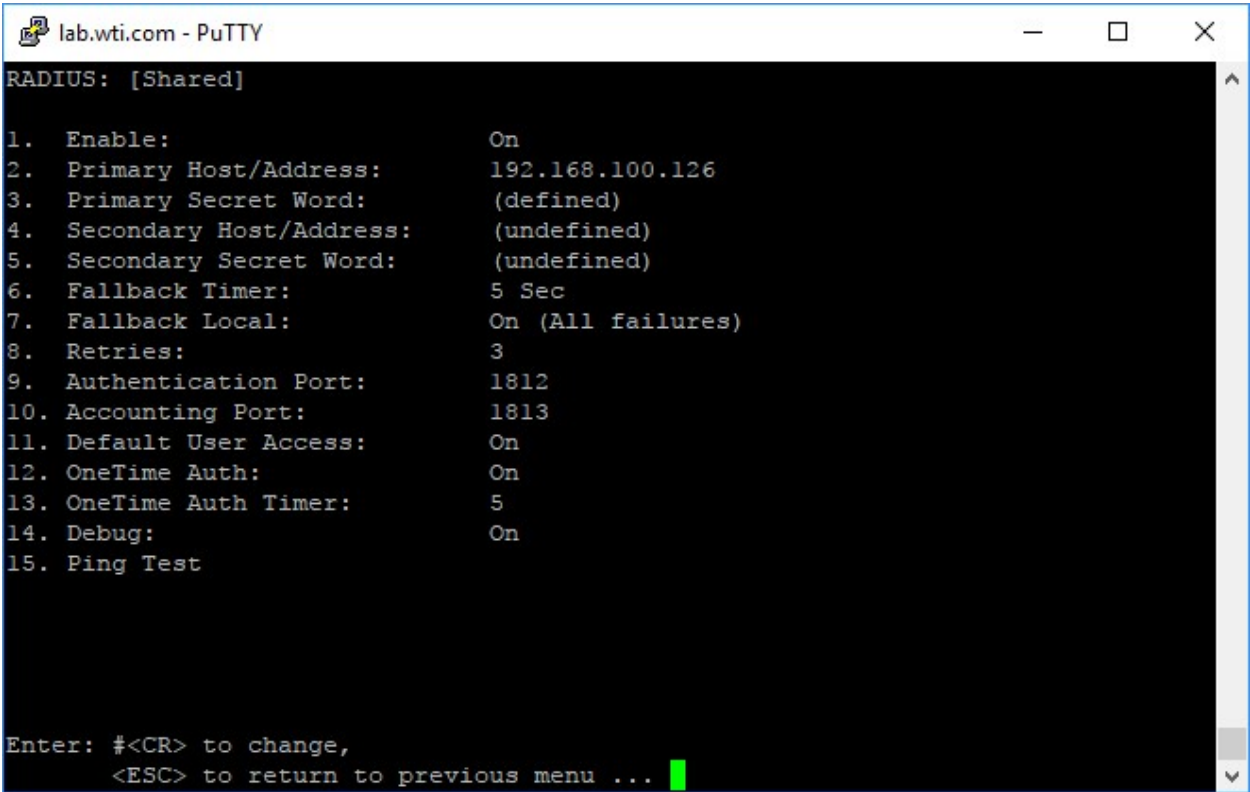 lab.wti.com - PuTTY
RADIUS: [Shared]
1. Enable: On
2. Primary Host/Address: 192.168.100.126
3. Primary Secret Word: (defined)
4. Secondary Host/Address: (undefined)
5. Secondary Secret Word: (undefined)
6. Fallback Timer: 5 Sec
7. Fallback Local: On (All failures)
8. Retries: 3
9. Authentication Port: 1812
10. Accounting Port: 1813
11. Default User Access: On
12. OneTime Auth: On
13. OneTime Auth Timer: 5
14. Debug: On
15. Ping Test
Enter: #<CR> to change,
<ESC> to return to previous menu ...